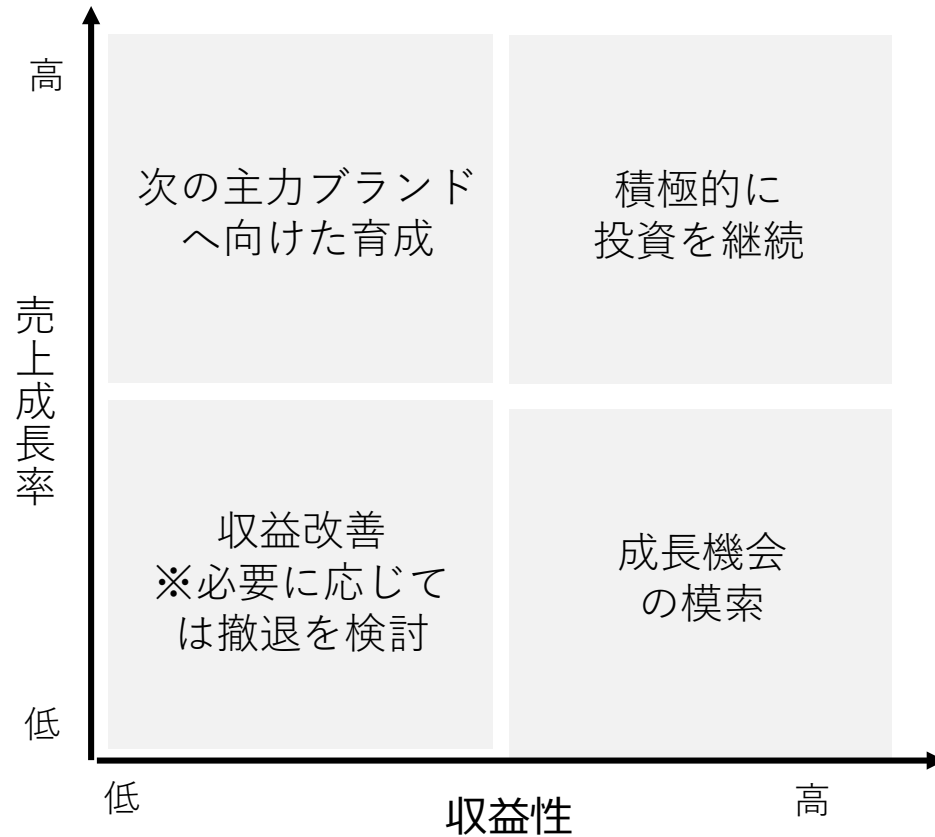 高
次の主力ブランド
へ向けた育成
積極的に
投資を継続
売上成長率
収益改善
※必要に応じて
は撤退を検討
成長機会
の模索
低
低
収益性
高